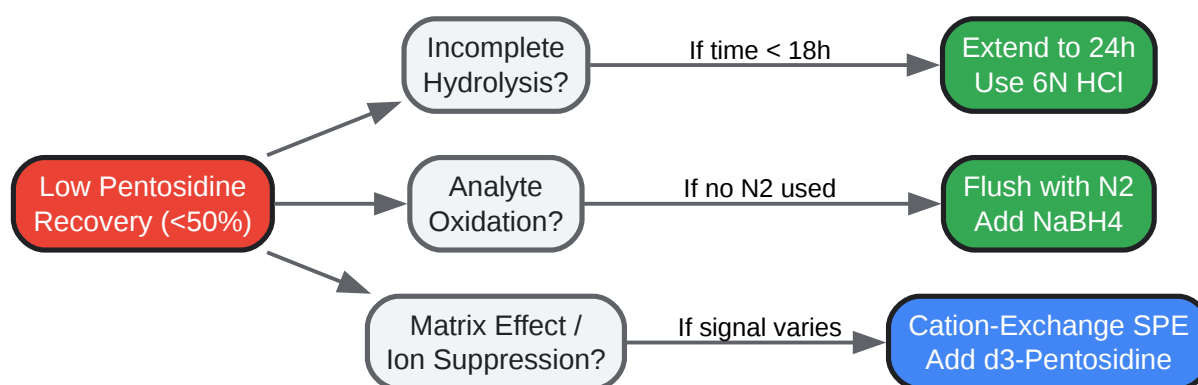 Incomplete
Hydrolysis?
If time < 18h
Extend to 24h
Use 6N HCl
Low Pentosidine
Recovery (<50%)
Analyte
Oxidation?
If no N2 used
Flush with N2
Add NaBH4
Matrix Effect /
Ion Suppression?
If signal varies
Cation-Exchange SPE
Add d3-Pentosidine